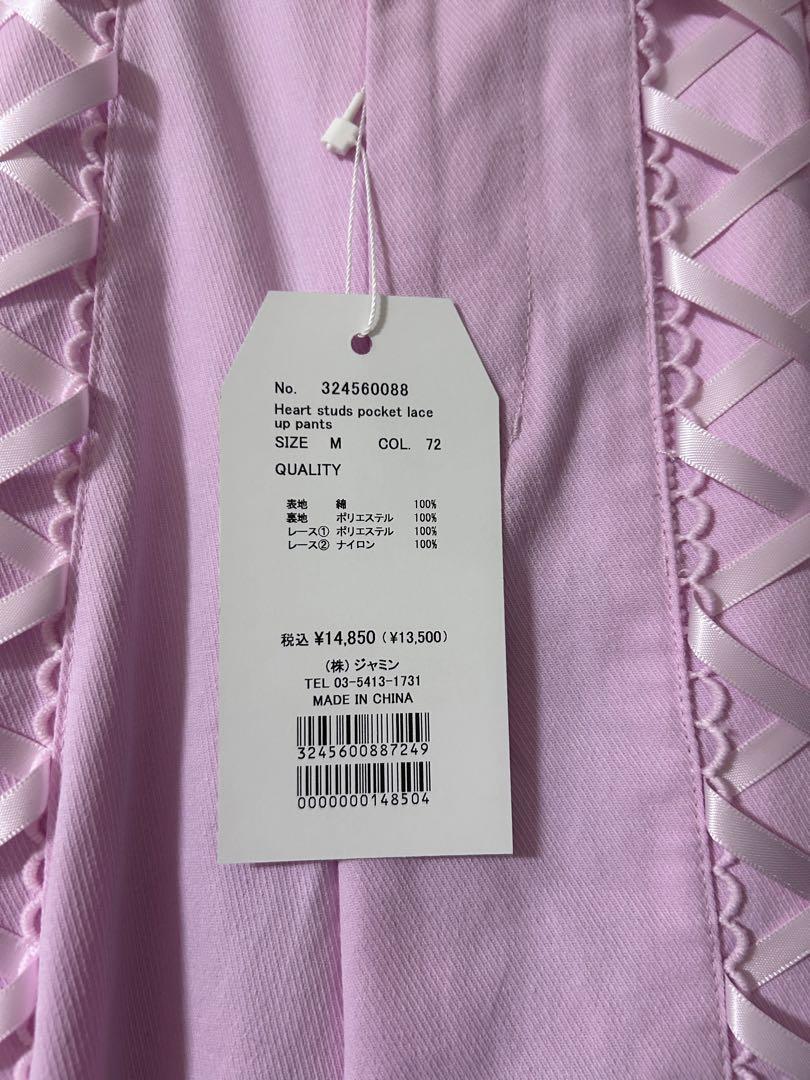 No. 324560088
Heart studs pocket lace
up pants
SIZE M COL. 72
QUALITY
表地 綿 100%
裏地 ポリエステル 100%
レース① ポリエステル 100%
レース② ナイロン 100%
税込 ¥14,850 (¥13,500)
(株)ジャミン
TEL 03-5413-1731
MADE IN CHINA
3245600887249
0000000148504